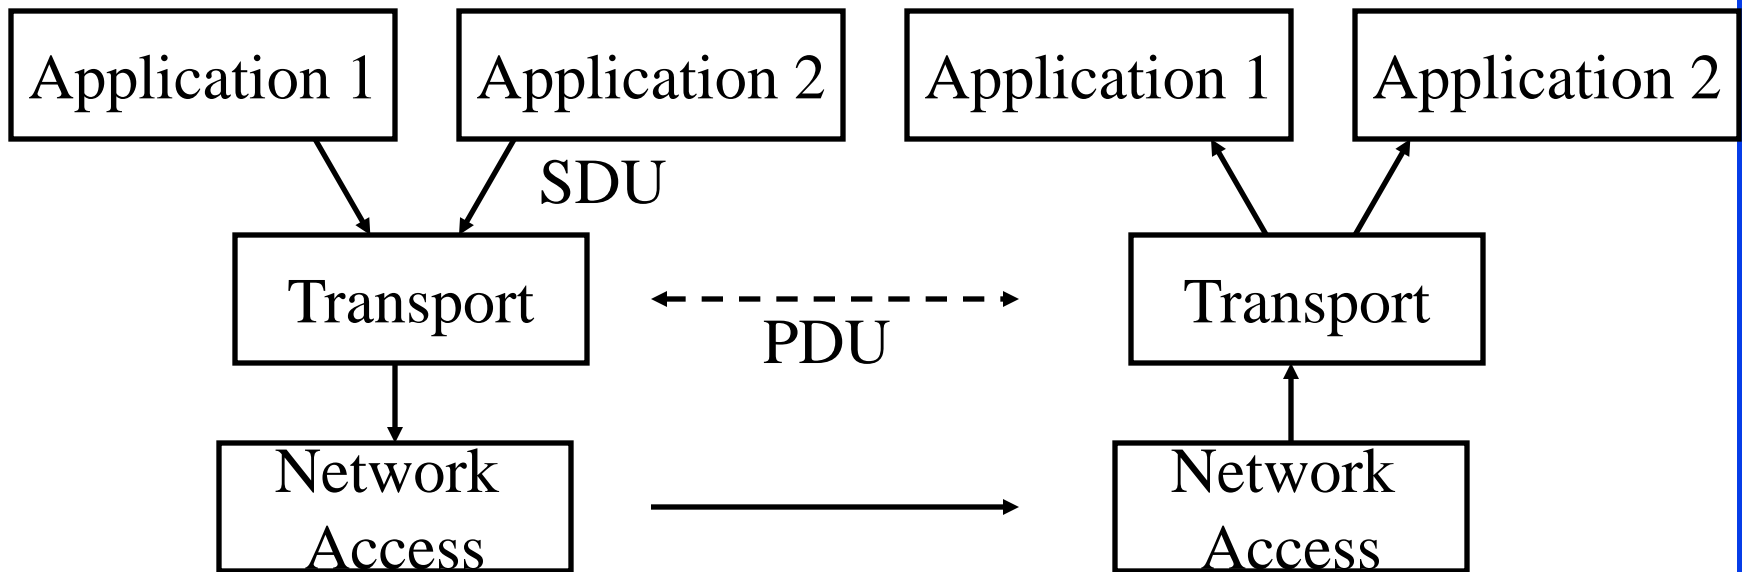 Application 1
Application 2
Application 1
Application 2
SDU
Transport
Transport
PDU
Network
Access
Network
Access